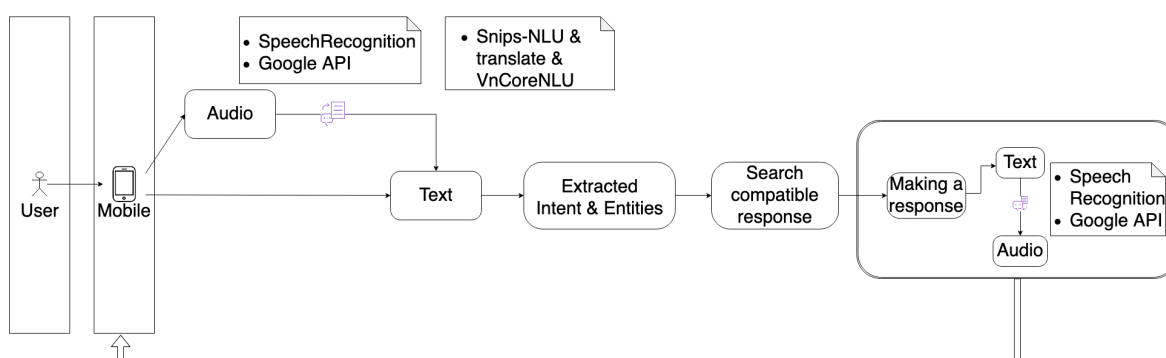 • SpeechRecognition
• Google API
• Snips-NLU &
translate &
VnCoreNLU
Audio
User
Mobile
Text
Extracted
Intent & Entities
Search
compatible
response
Making a
response
Text
Audio
• Speech
Recognition
• Google API